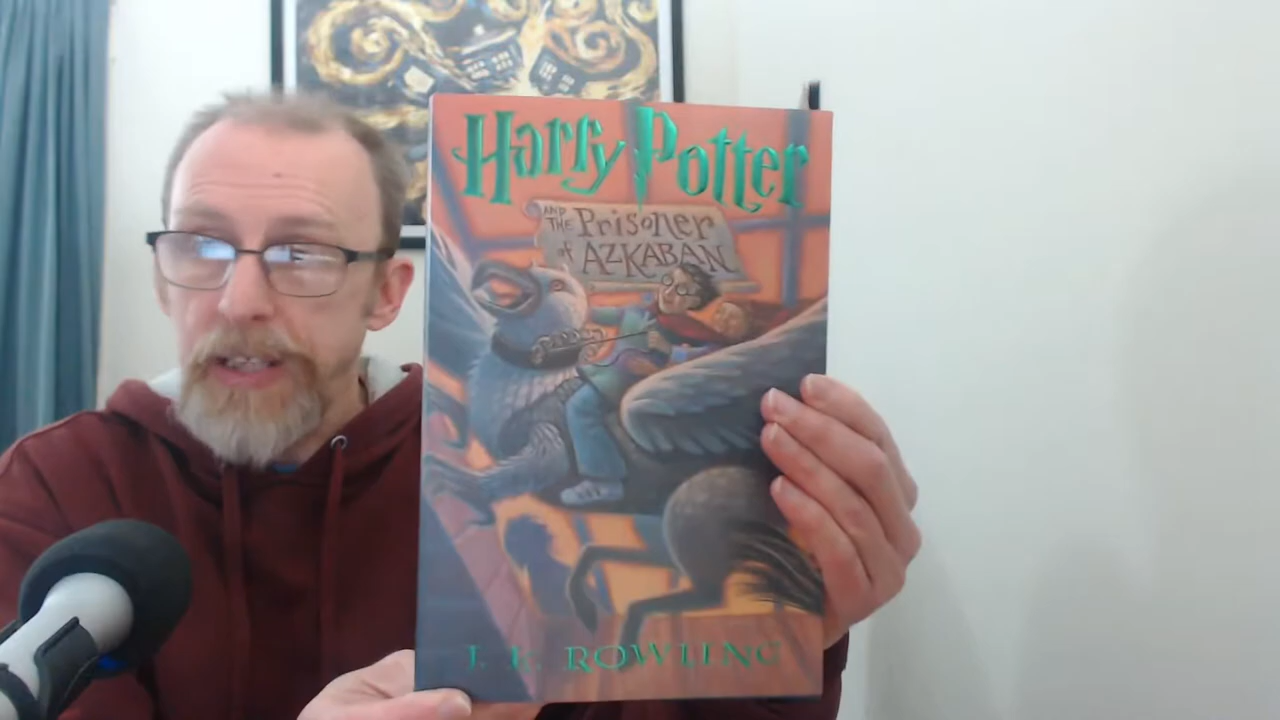 Harry Potter
AND THE Prisoner
of AZKABAN
J. K. ROWLING